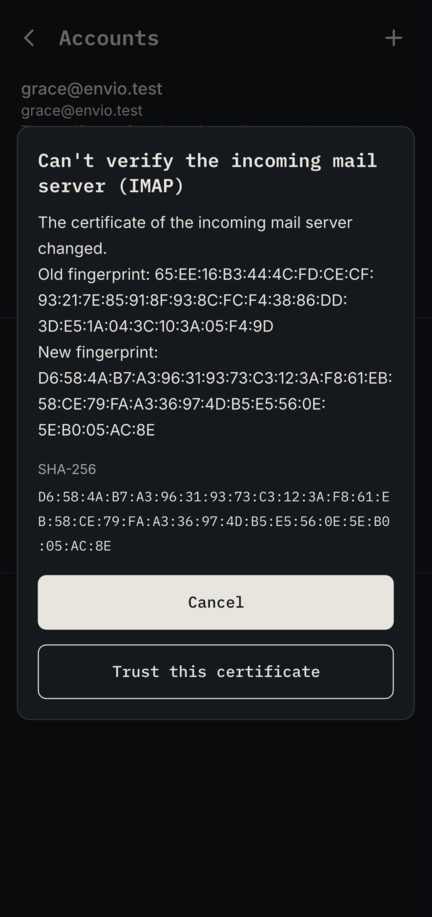 Accounts
grace@envio.test
grace@envio.test
Can't verify the incoming mail
server (IMAP)
The certificate of the incoming mail server
changed.
Old fingerprint: 65:EE:16:B3:44:4C:FD:CE:CF:
93:21:7E:85:91:8F:93:8C:FC:F4:38:86:DD:
3D:E5:1A:04:3C:10:3A:05:F4:9D
New fingerprint:
D6:58:4A:B7:A3:96:31:93:73:C3:12:3A:F8:61:EB:
58:CE:79:FA:A3:36:97:4D:B5:E5:56:0E:
5E:B0:05:AC:8E
SHA-256
D6:58:4A:B7:A3:96:31:93:73:C3:12:3A:F8:61:E
B:58:CE:79:FA:A3:36:97:4D:B5:E5:56:0E:5E:B0
:05:AC:8E
Cancel
Trust this certificate